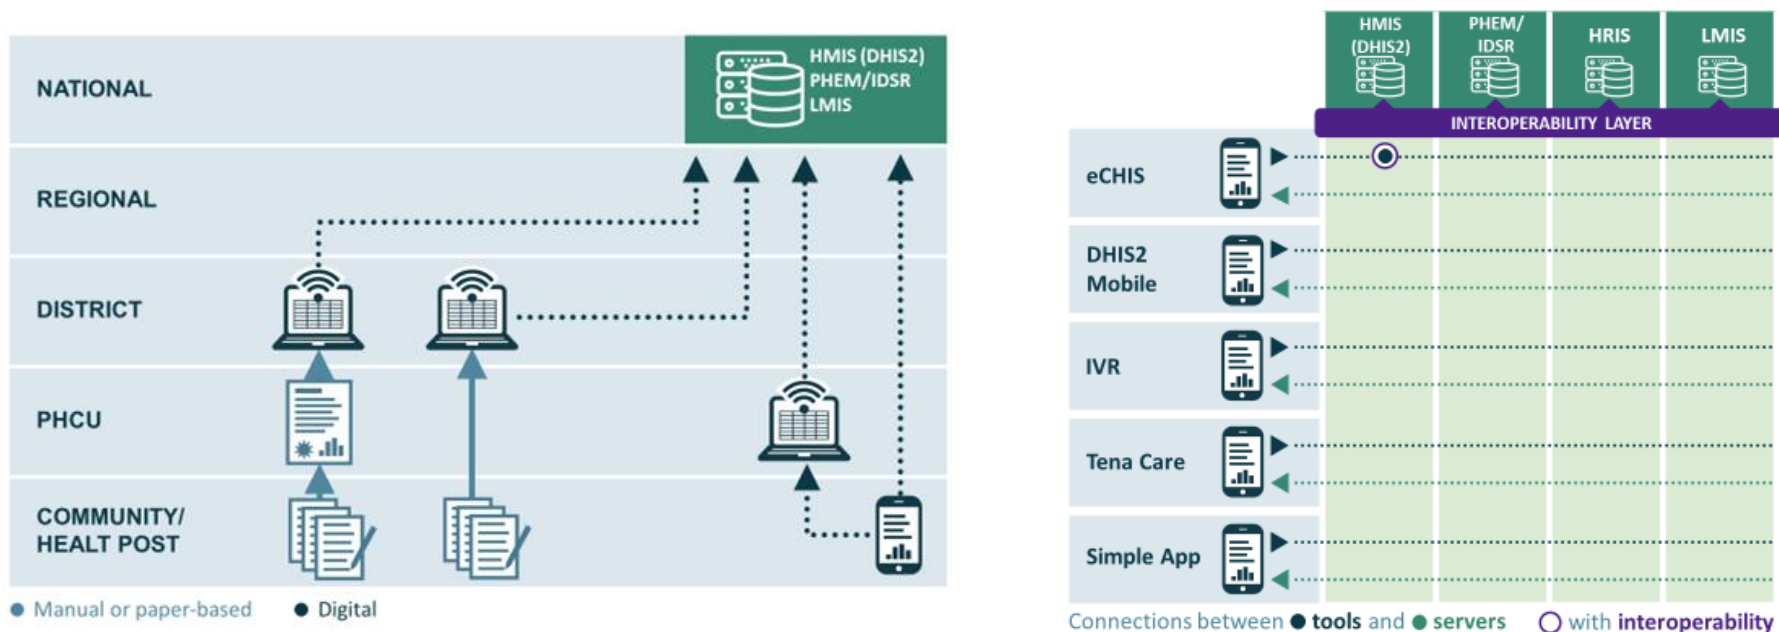 NATIONAL
HMIS (DHIS2)
PHEM/IDSR
LMIS
REGIONAL
DISTRICT
PHCU
COMMUNITY/
HEALT POST
Manual or paper-based
Digital
HMIS
(DHIS2)
PHEM/
IDSR
HRIS
LMIS
INTEROPERABILITY LAYER
eCHIS
DHIS2
Mobile
IVR
Tena Care
Simple App
Connections between tools and servers
with interoperability